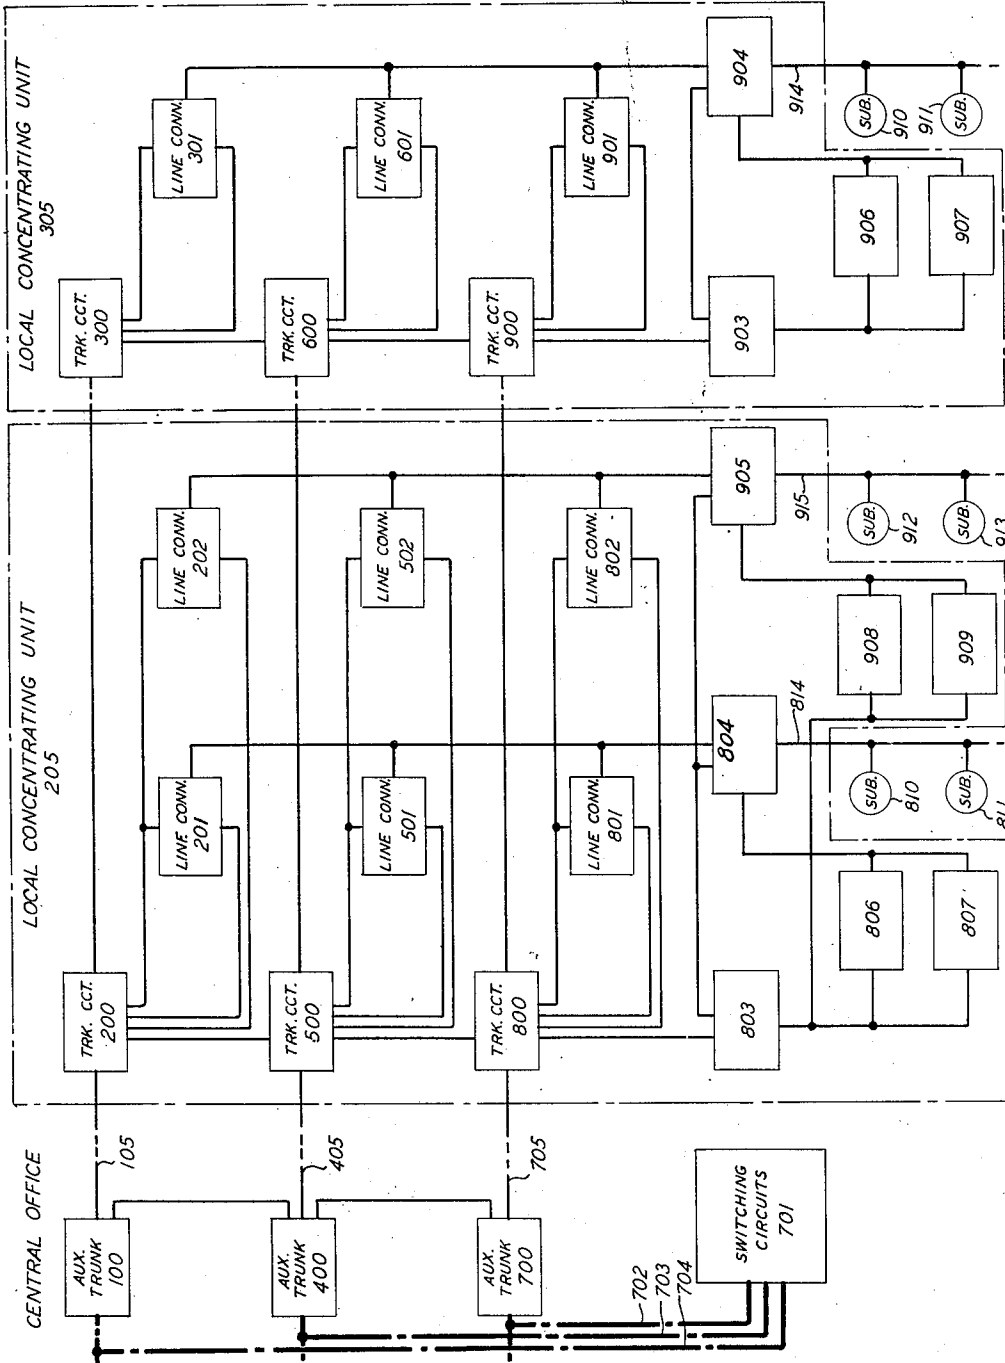 CENTRAL OFFICE
AUX.
TRUNK
100
105
AUX.
TRUNK
400
405
AUX.
TRUNK
700
705
702
703
704
SWITCHING
CIRCUITS
701
LOCAL CONCENTRATING UNIT
205
TRK. CCT.
200
LINE CONN.
201
LINE CONN.
202
TRK. CCT.
500
LINE CONN.
501
LINE CONN.
502
TRK. CCT.
800
LINE CONN.
801
LINE CONN.
802
803
804
905
806
807
814
SUB.
810
SUB.
811
908
909
915
SUB.
912
SUB.
913
LOCAL CONCENTRATING UNIT
305
TRK. CCT.
300
LINE CONN.
301
TRK. CCT.
600
LINE CONN.
601
TRK. CCT.
900
LINE CONN.
901
903
904
906
907
914
SUB.
910
SUB.
911